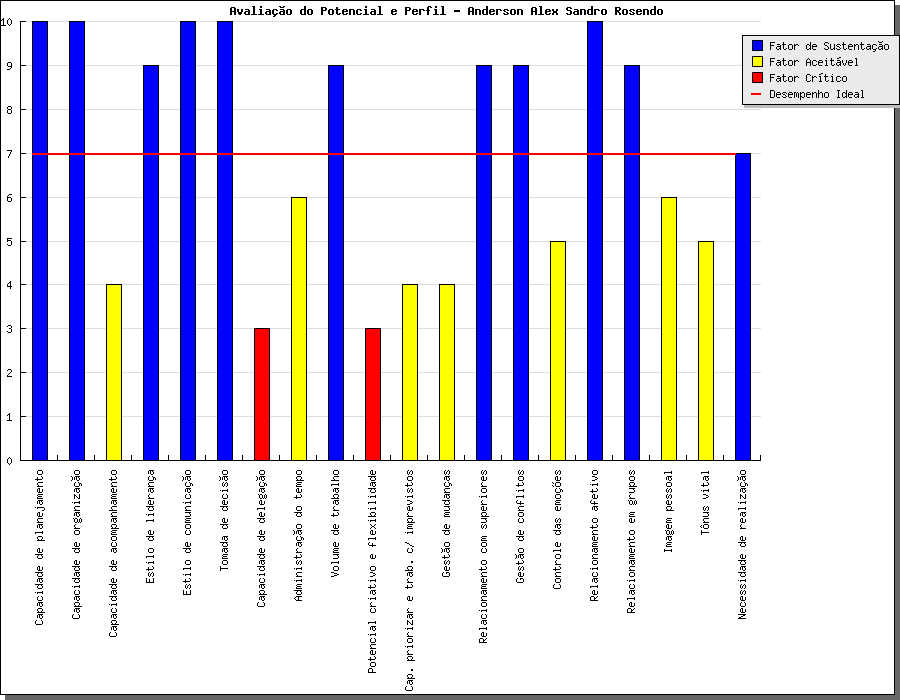 Avaliação do Potencial e Perfil - Anderson Alex Sandro Rosendo
Fator de Sustentação
Fator Aceitável
Fator Crítico
Desempenho Ideal
10
9
8
7
6
5
4
3
2
1
0
Capacidade de planejamento
Capacidade de organização
Capacidade de acompanhamento
Estilo de liderança
Estilo de comunicação
Tomada de decisão
Capacidade de delegação
Administração do tempo
Volume de trabalho
Potencial criativo e flexibilidade
Cap. priorizar e trab. c/ imprevistos
Gestão de mudanças
Relacionamento com superiores
Gestão de conflitos
Controle das emoções
Relacionamento afetivo
Relacionamento em grupos
Imagem pessoal
Tônus vital
Necessidade de realização